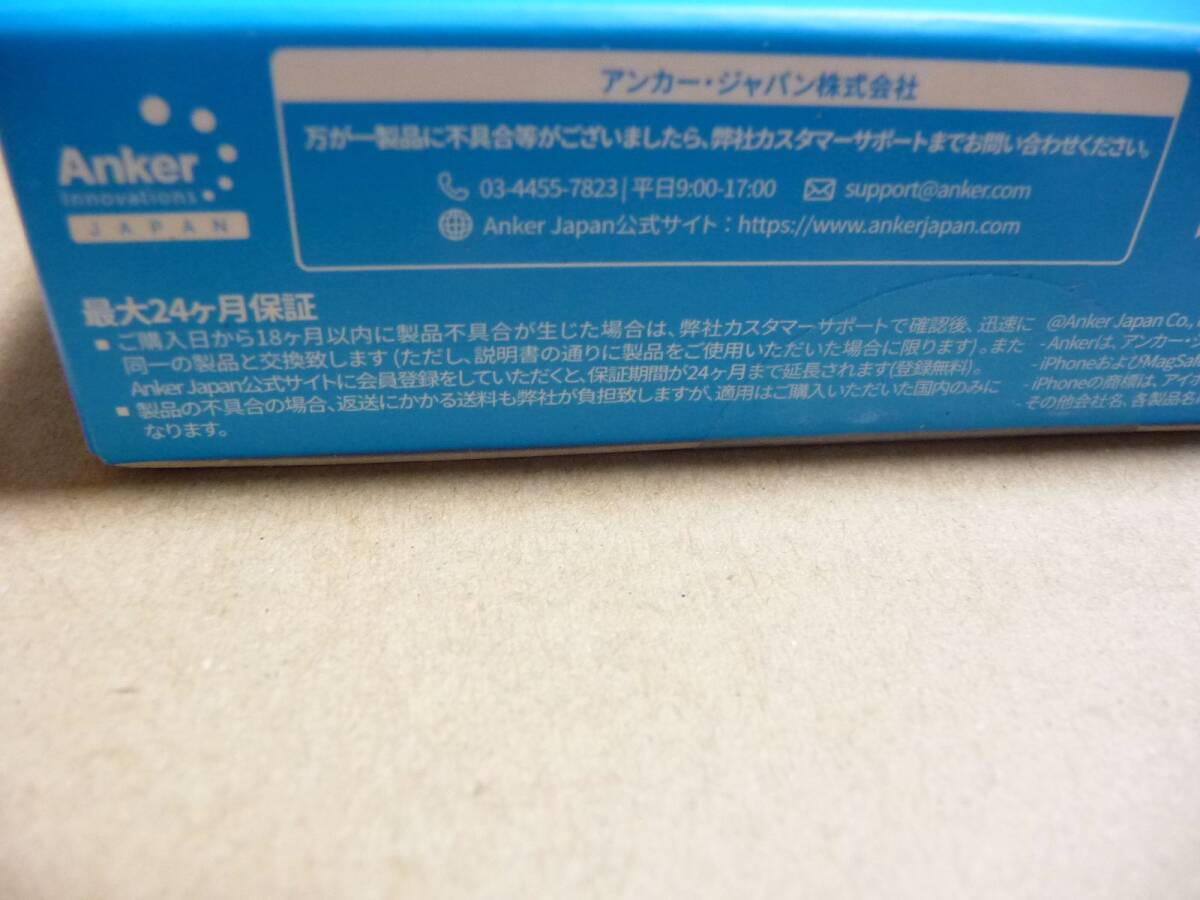 Anker
Innovations
JAPAN
アンカー・ジャパン株式会社
万が一製品に不具合等がございましたら、弊社カスタマーサポートまでお問い合わせください。
03-4455-7823 | 平日9:00-17:00 support@anker.com
Anker Japan公式サイト：https://www.ankerjapan.com
最大24ヶ月保証
ご購入日から18ヶ月以内に製品不具合が生じた場合は、弊社カスタマーサポートで確認後、迅速に
同一の製品と交換致します（ただし、説明書の通りに製品をご使用いただいた場合に限ります）。また
Anker Japan公式サイトに会員登録をしていただくと、保証期間が24ヶ月まで延長されます(登録無料)。
製品の不具合の場合、返送にかかる送料も弊社が負担致しますが、適用はご購入いただいた国内のみに
なります。
@Anker Japan Co.,
- Ankerは、アンカー・
- iPhoneおよびMagSa
- iPhoneの商標は、アイ
- その他会社名、各製品名